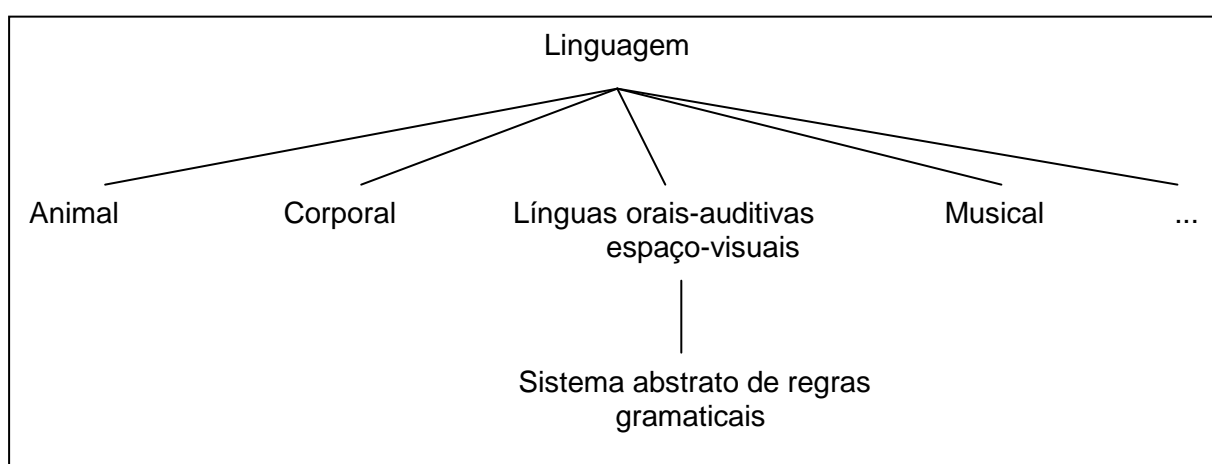 Linguagem
Animal Corporal Línguas orais-auditivas Musical ...
espaço-visuais
Sistema abstrato de regras
gramaticais